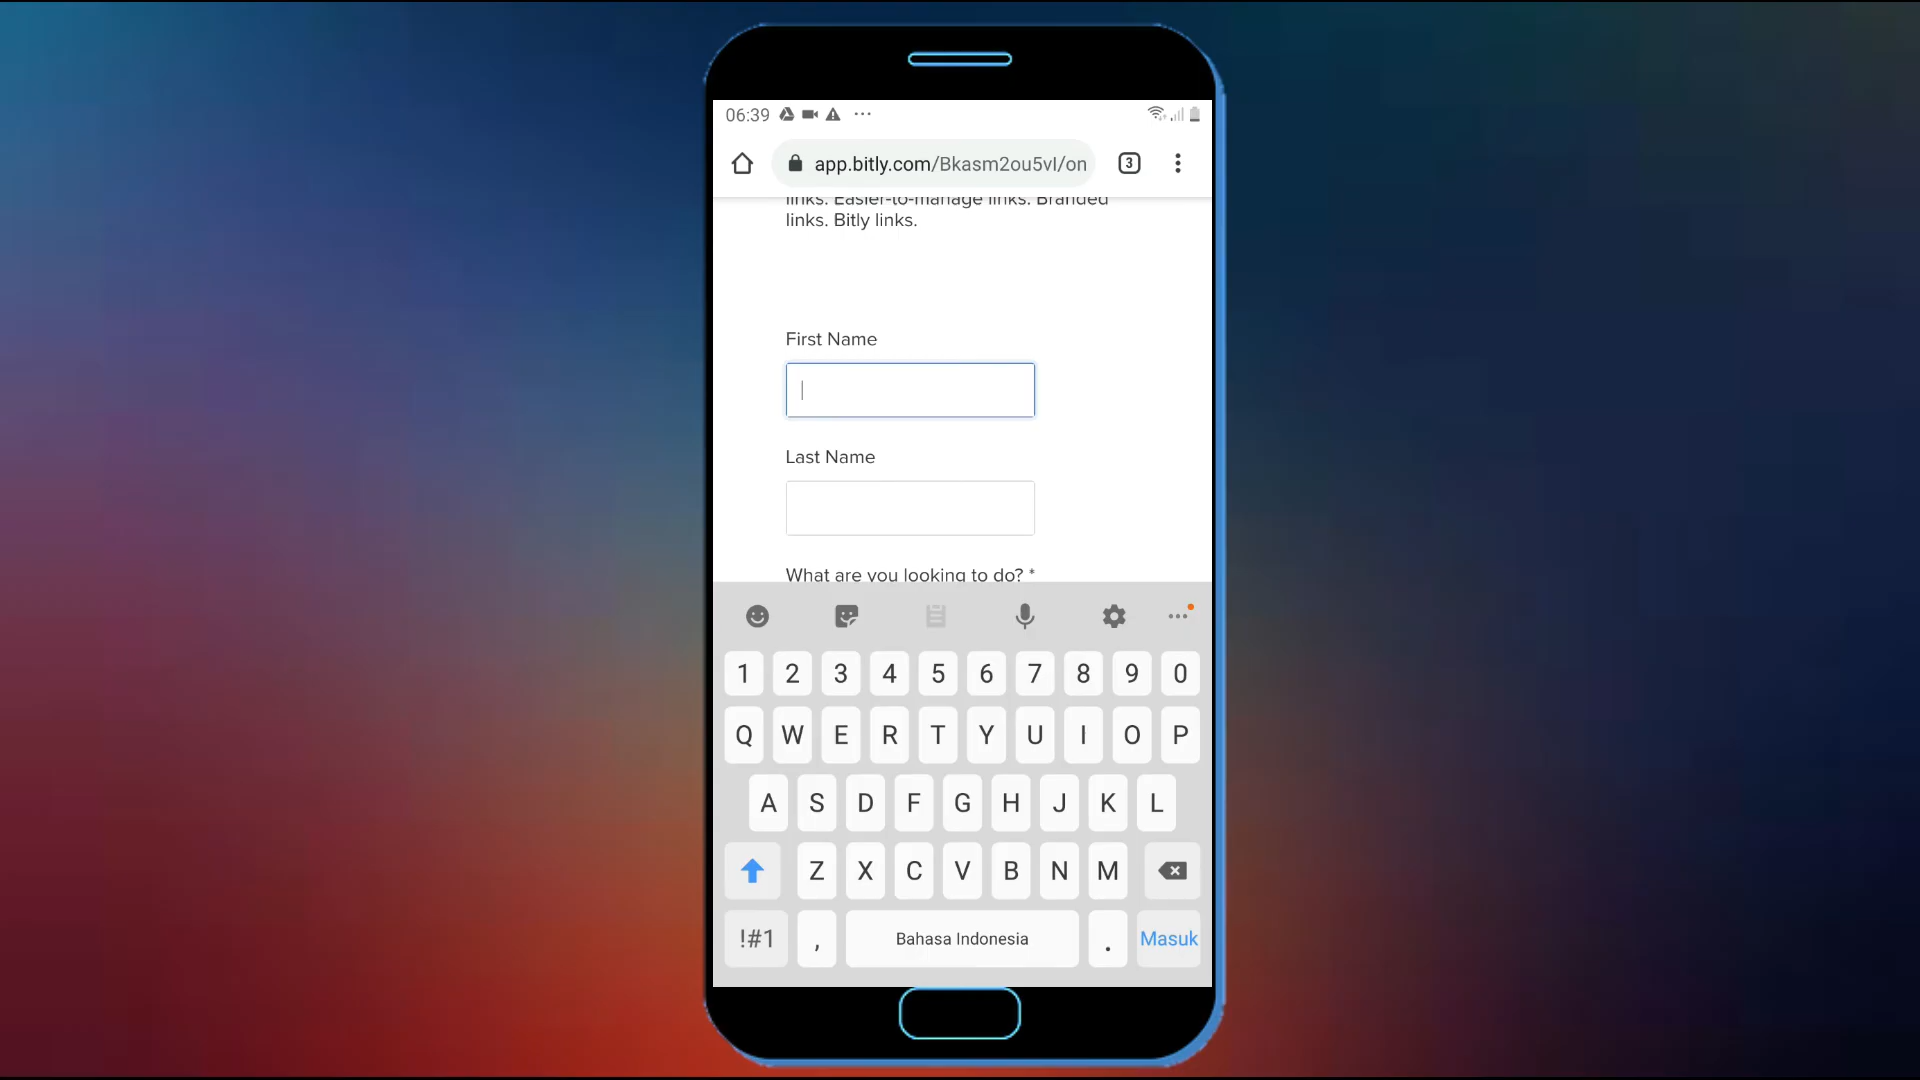 06:39
app.bitly.com/Bkasm2ou5vI/on
3
links. Easier-to-manage links. Branded
links. Bitly links.
First Name
Last Name
What are you looking to do? *
1 2 3 4 5 6 7 8 9 0
Q W E R T Y U I O P
A S D F G H J K L
Z X C V B N M
!#1 , Bahasa Indonesia . Masuk